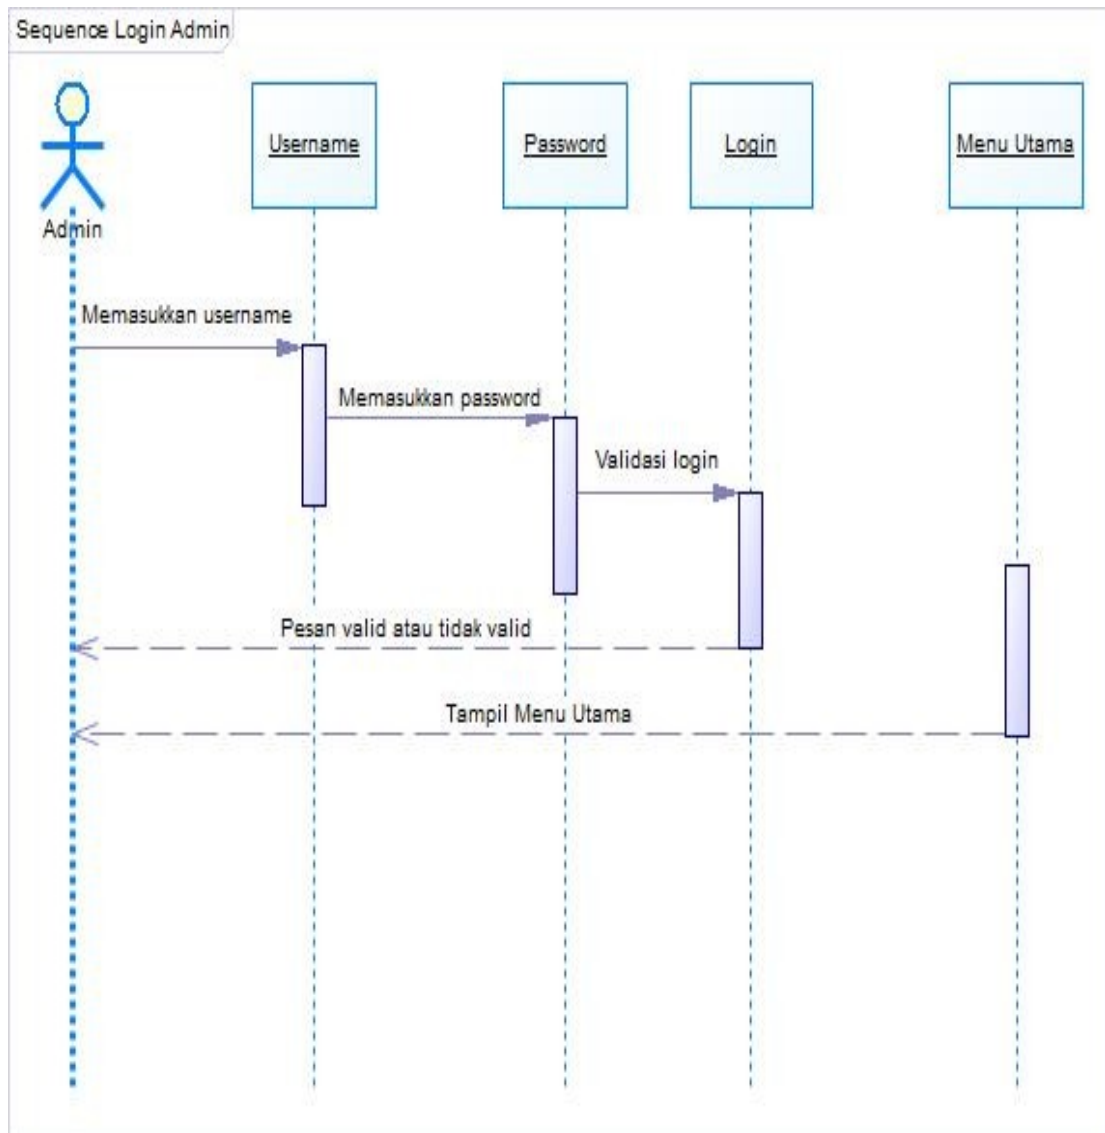 Sequence Login Admin
Username
Password
Login
Menu Utama
Admin
Memasukkan username
Memasukkan password
Validasi login
Pesan valid atau tidak valid
Tampil Menu Utama